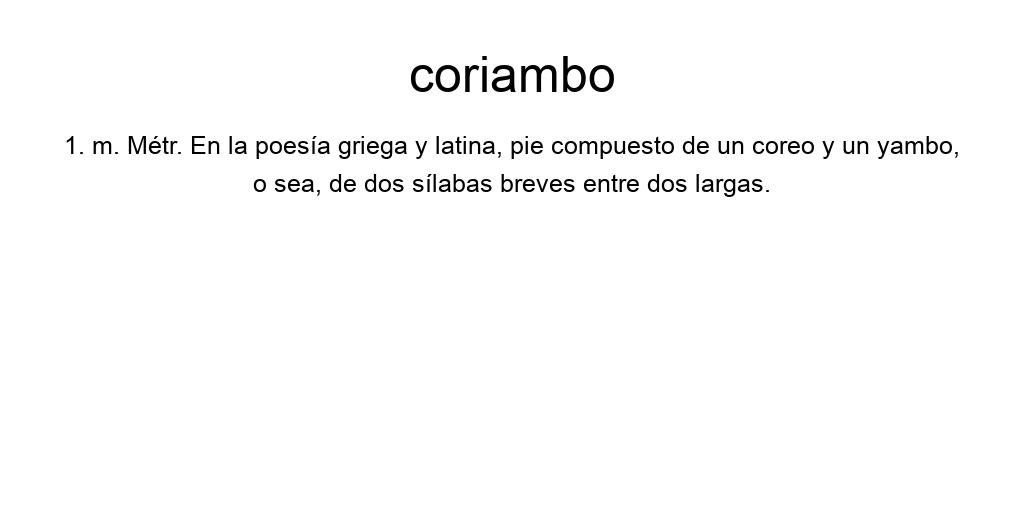 coriambo
1. m. Métr. En la poesía griega y latina, pie compuesto de un coreo y un yambo,
o sea, de dos sílabas breves entre dos largas.